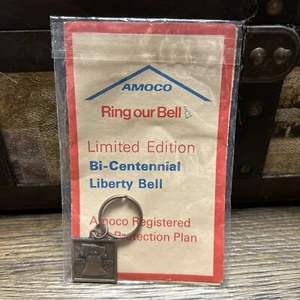 AMOCO
Ring our Bell
Limited Edition
Bi-Centennial
Liberty Bell
Amoco Registered
Protection Plan